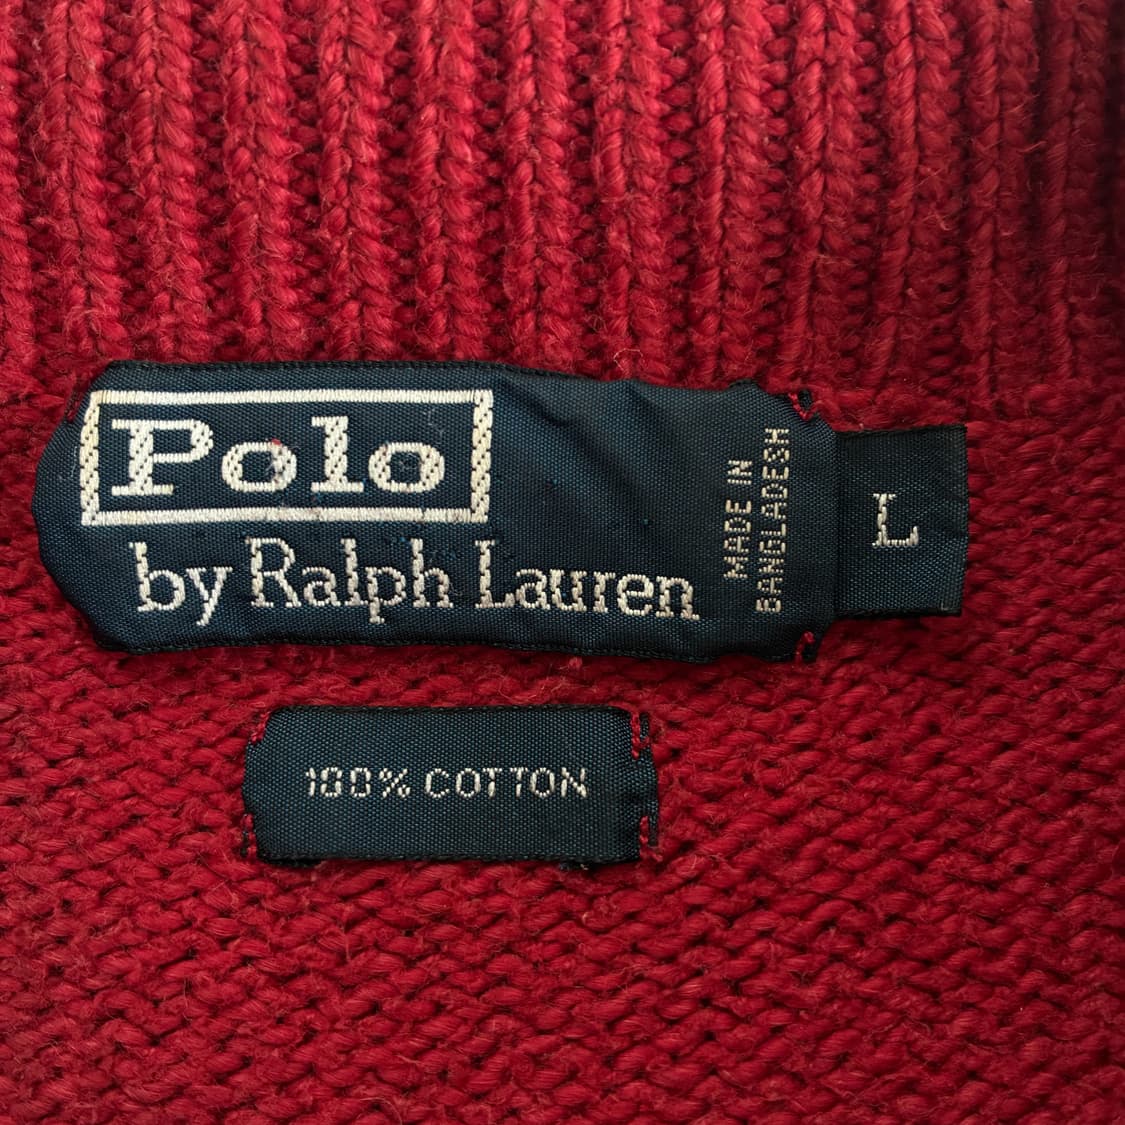 Polo
by Ralph Lauren
MADE IN
BANGLADESH
L
100% COTTON